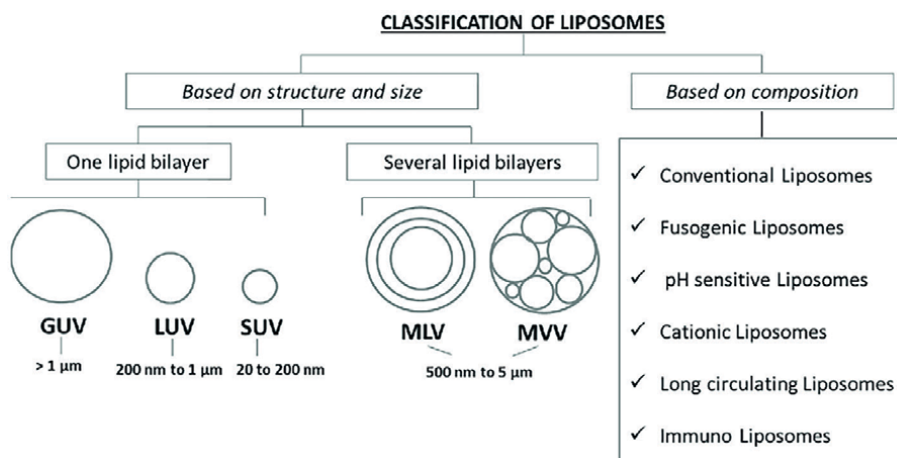 CLASSIFICATION OF LIPOSOMES
Based on structure and size
Based on composition
One lipid bilayer
Several lipid bilayers
GUV
LUV
SUV
MLV
MVV
> 1 µm
200 nm to 1 µm
20 to 200 nm
500 nm to 5 µm
✓ Conventional Liposomes
✓ Fusogenic Liposomes
✓ pH sensitive Liposomes
✓ Cationic Liposomes
✓ Long circulating Liposomes
✓ Immuno Liposomes